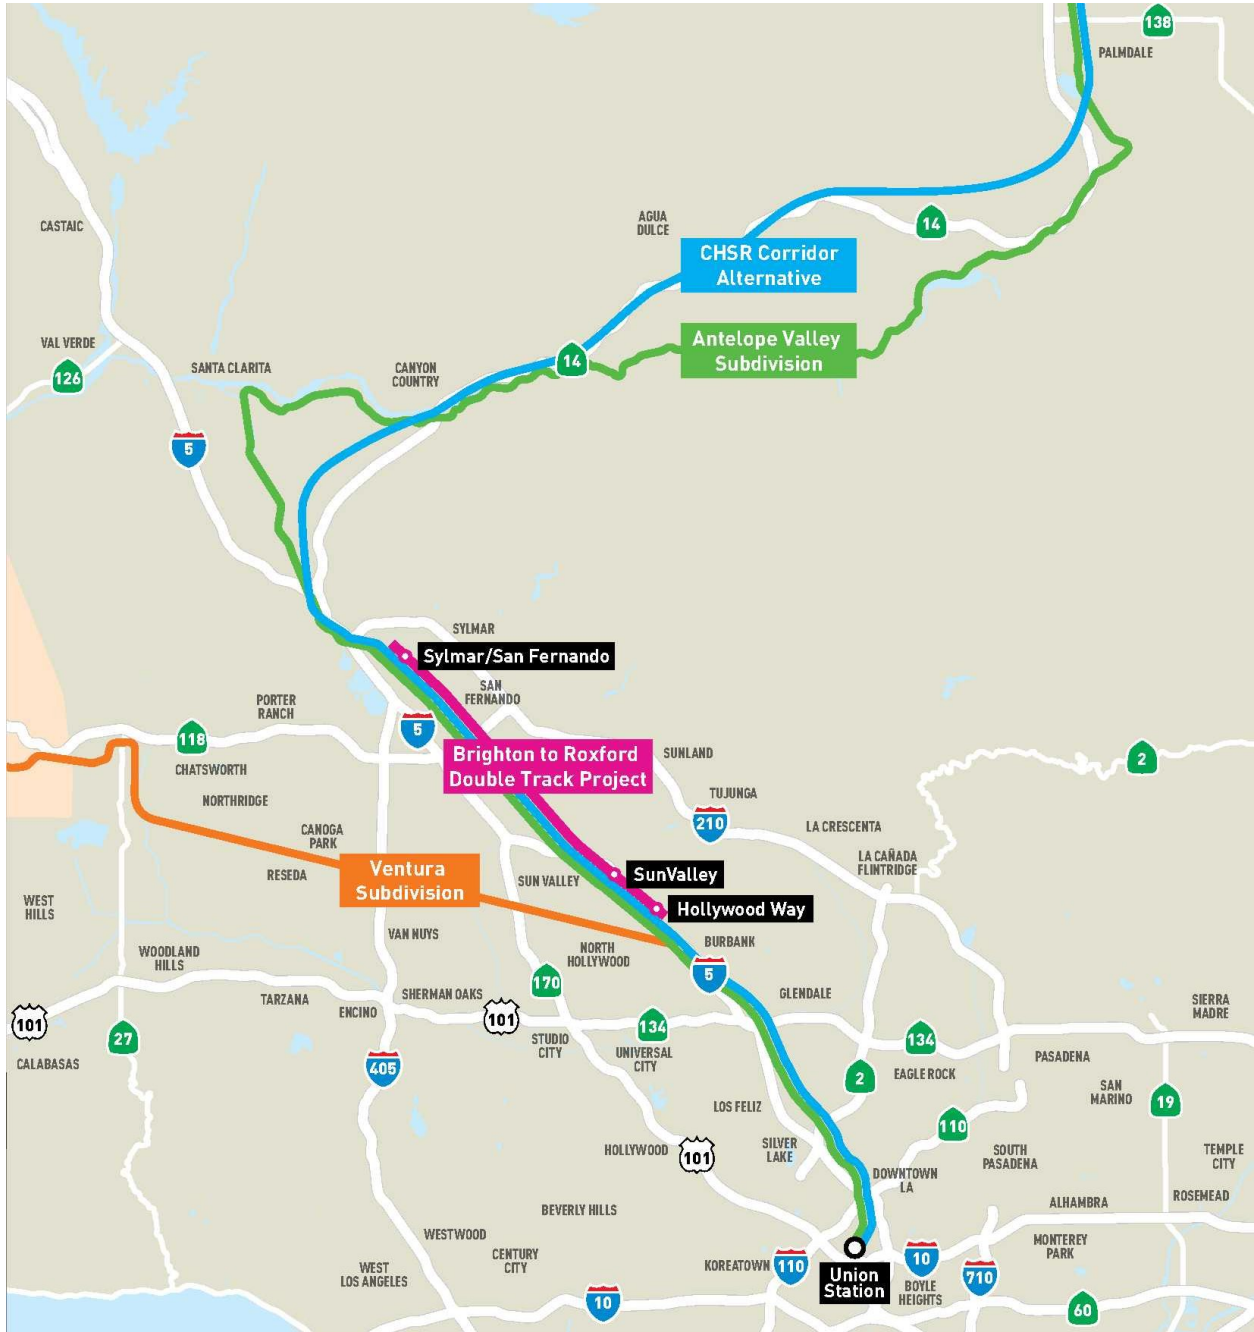 138
PALMDALE
CASTAIC
AGUA
DULCE
14
CHSR Corridor
Alternative
Antelope Valley
Subdivision
VAL VERDE
126
SANTA CLARITA
CANYON
COUNTRY
14
5
SYLMAR
Sylmar/San Fernando
SAN
FERNANDO
PORTER
RANCH
118
5
CHATSWORTH
Brighton to Roxford
Double Track Project
SUNLAND
2
NORTHRIDGE
TUJUNGA
210
CANOGA
PARK
LA CRESCENTA
LA CAÑADA
FLINTRIDGE
RESEDA
Ventura
Subdivision
SUN VALLEY
SunValley
Hollywood Way
WEST
HILLS
VAN NUYS
BURBANK
WOODLAND
HILLS
NORTH
HOLLYWOOD
5
170
TARZANA
SHERMAN OAKS
GLENDALE
SIERRA
MADRE
101
ENCINO
101
134
27
STUDIO
CITY
UNIVERSAL
CITY
134
CALABASAS
405
EAGLE ROCK
PASADENA
2
SAN
MARINO
19
LOS FELIZ
110
HOLLYWOOD
101
SILVER
LAKE
SOUTH
PASADENA
TEMPLE
CITY
DOWNTOWN
LA
ROSEMEAD
BEVERLY HILLS
ALHAMBRA
WESTWOOD
CENTURY
CITY
MONTEREY
PARK
WEST
LOS ANGELES
KOREATOWN
110
Union
Station
10
BOYLE
HEIGHTS
710
10
60